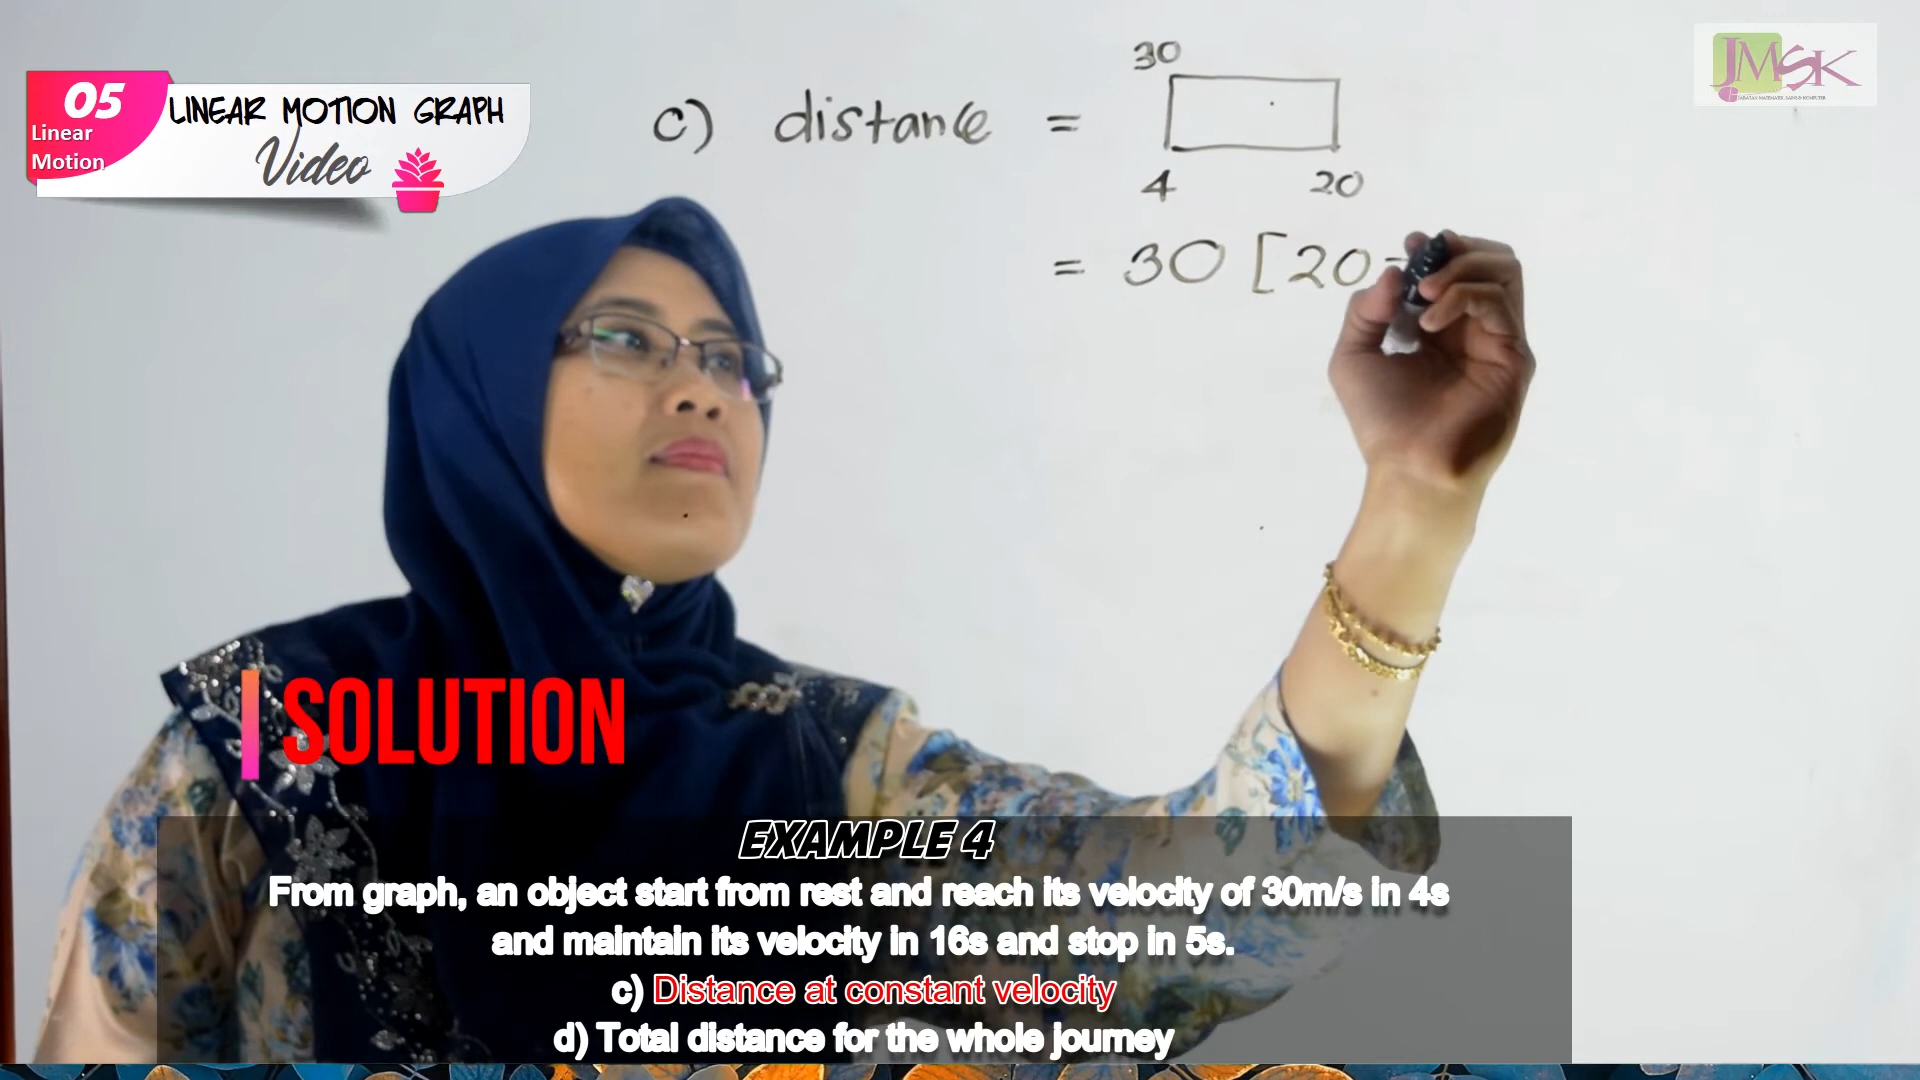 05
Linear
Motion
LINEAR MOTION GRAPH
Video
JMSK
c) distance =
30
4 20
= 30 [20-
SOLUTION
EXAMPLE 4
From graph, an object start from rest and reach its velocity of 30m/s in 4s
and maintain its velocity in 16s and stop in 5s.
c) Distance at constant velocity
d) Total distance for the whole journey